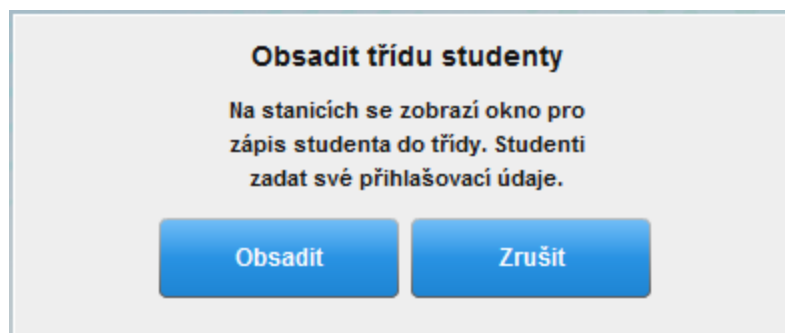 Obsadit třídu studenty
Na stanicích se zobrazí okno pro
zápis studenta do třídy. Studenti
zadat své přihlašovací údaje.
Obsadit
Zrušit